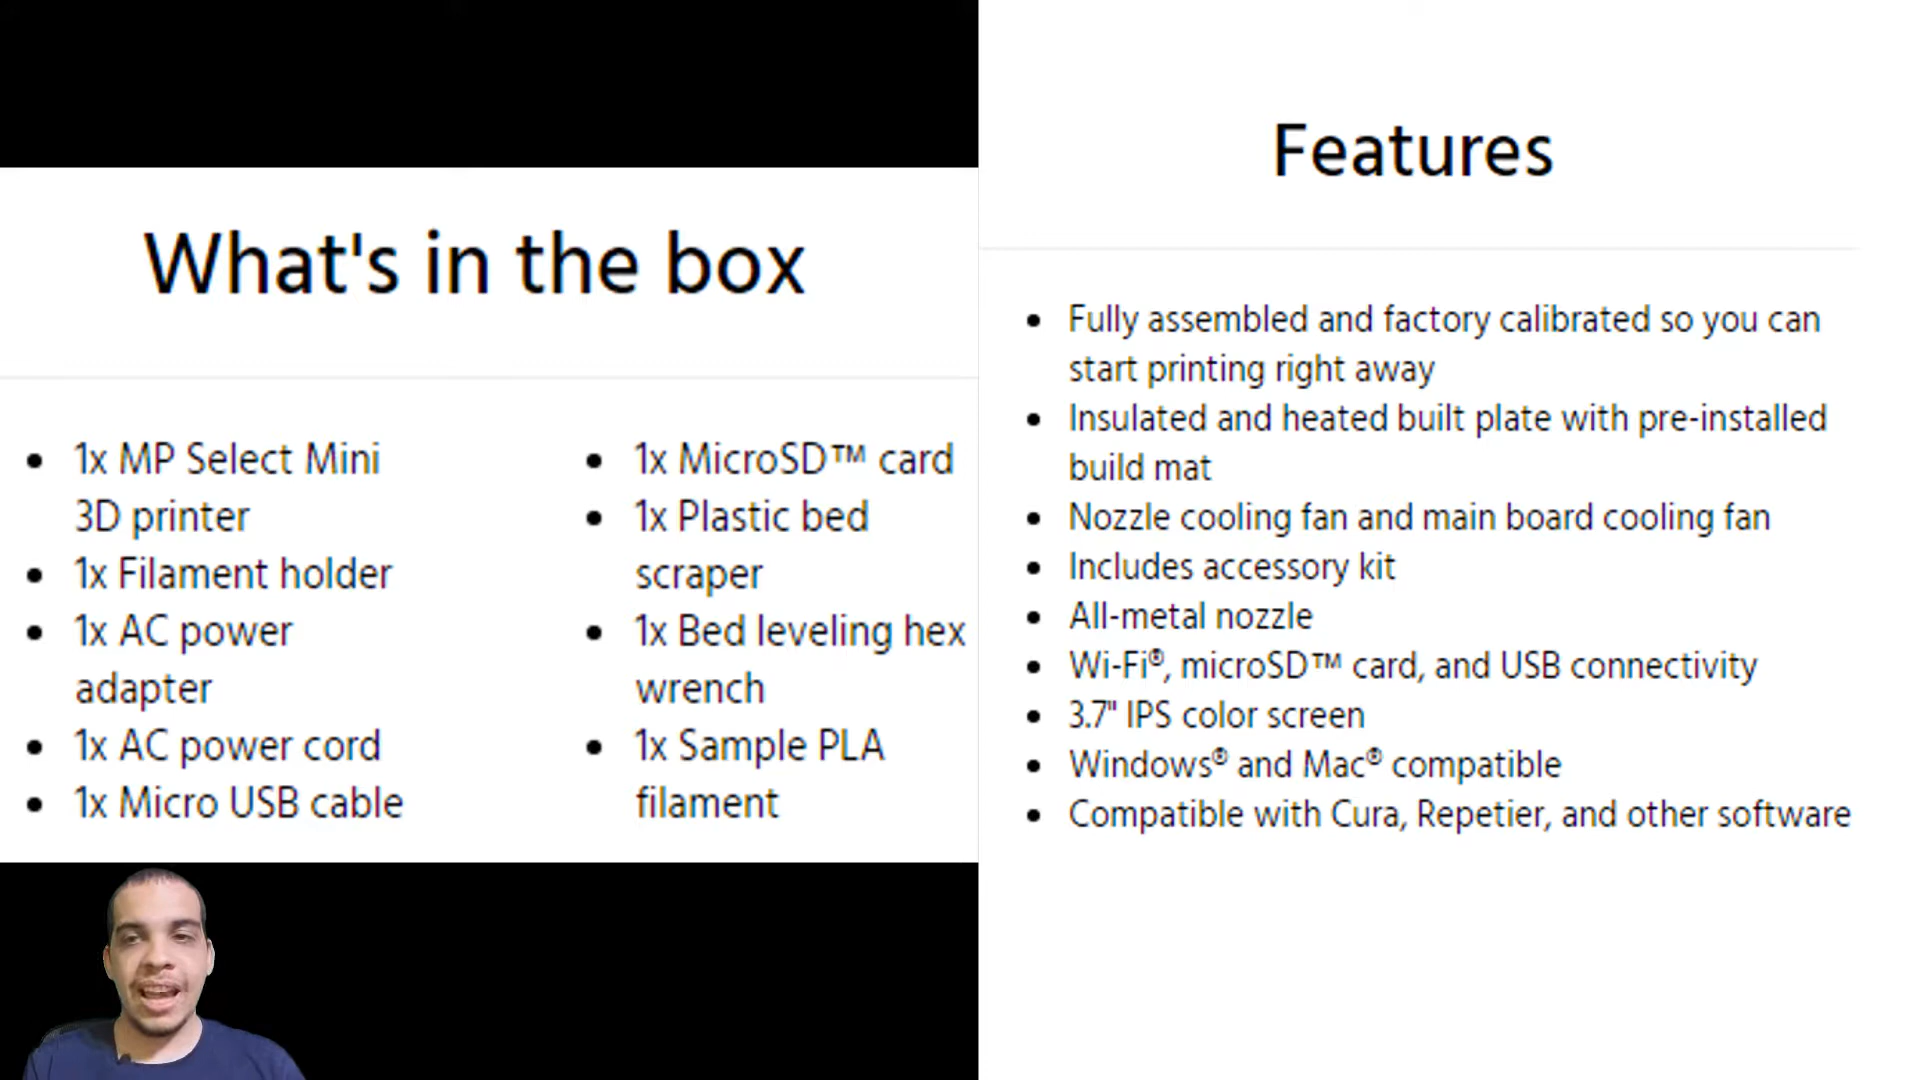 What's in the box
1x MP Select Mini
3D printer
1x Filament holder
1x AC power
adapter
1x AC power cord
1x Micro USB cable
1x MicroSD™ card
1x Plastic bed
scraper
1x Bed leveling hex
wrench
1x Sample PLA
filament
Features
Fully assembled and factory calibrated so you can
start printing right away
Insulated and heated built plate with pre-installed
build mat
Nozzle cooling fan and main board cooling fan
Includes accessory kit
All-metal nozzle
Wi-Fi®, microSD™ card, and USB connectivity
3.7" IPS color screen
Windows® and Mac® compatible
Compatible with Cura, Repetier, and other software